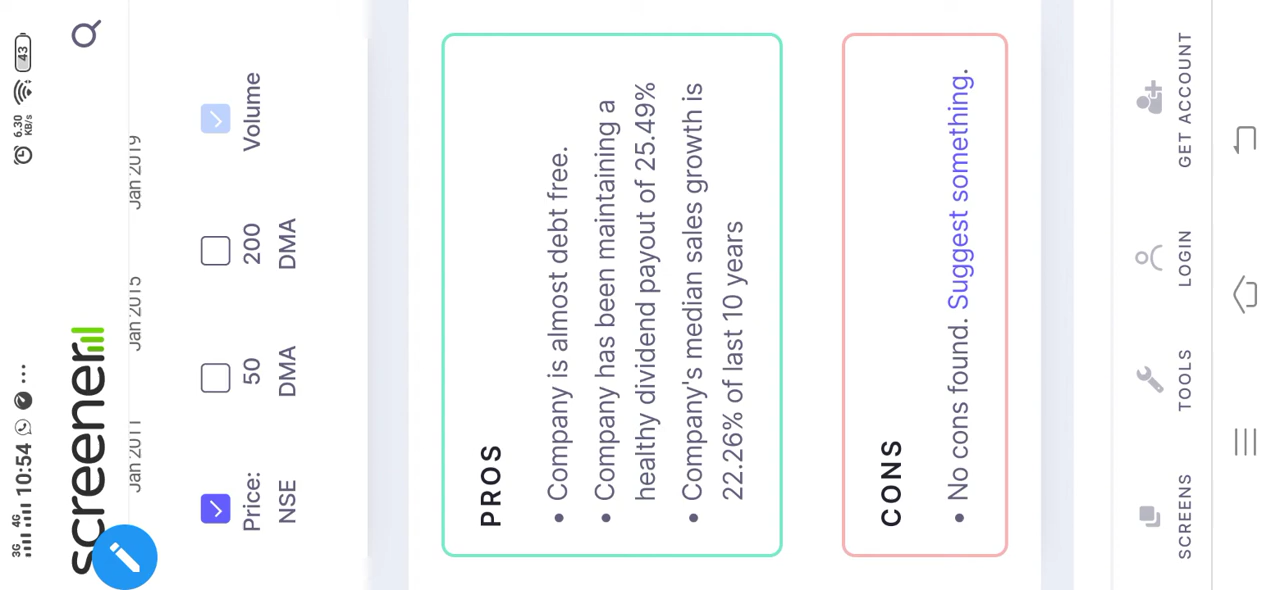 3G 4G 10:54 ... 6.30 KB/s 43
screener
Jan 2011 Jan 2015 Jan 2019
Price: NSE
50 DMA
200 DMA
Volume
PROS
• Company is almost debt free.
• Company has been maintaining a
healthy dividend payout of 25.49%
• Company's median sales growth is
22.26% of last 10 years
CONS
• No cons found. Suggest something.
SCREENS TOOLS LOGIN GET ACCOUNT